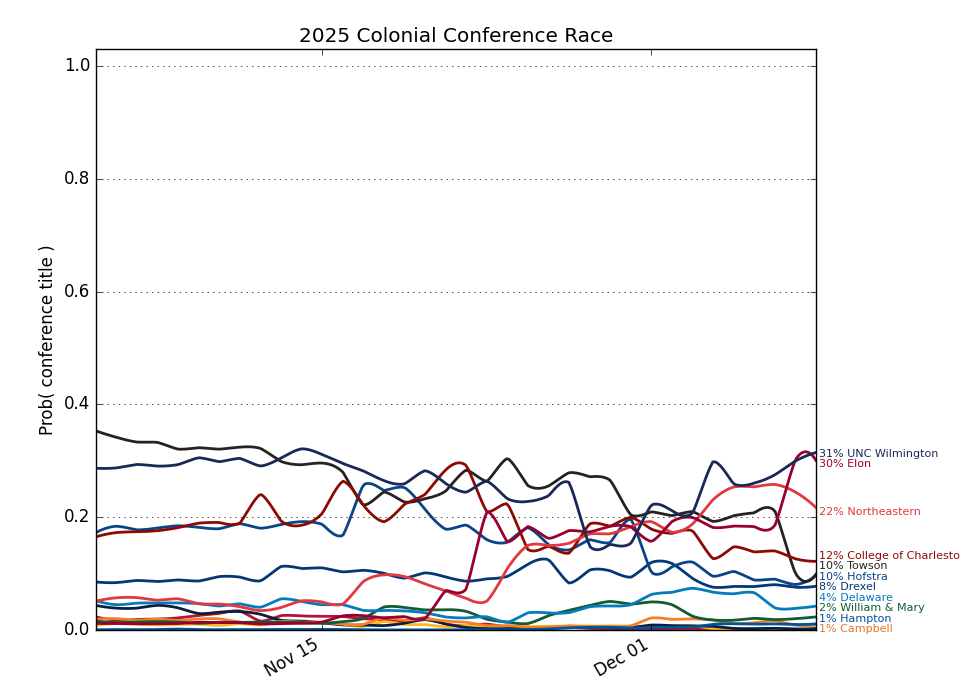 2025 Colonial Conference Race
Prob( conference title )
1.0
0.8
0.6
0.4
0.2
0.0
Nov 15
Dec 01
31% UNC Wilmington
30% Elon
22% Northeastern
12% College of Charlesto
10% Towson
10% Hofstra
8% Drexel
4% Delaware
2% William & Mary
1% Hampton
1% Campbell